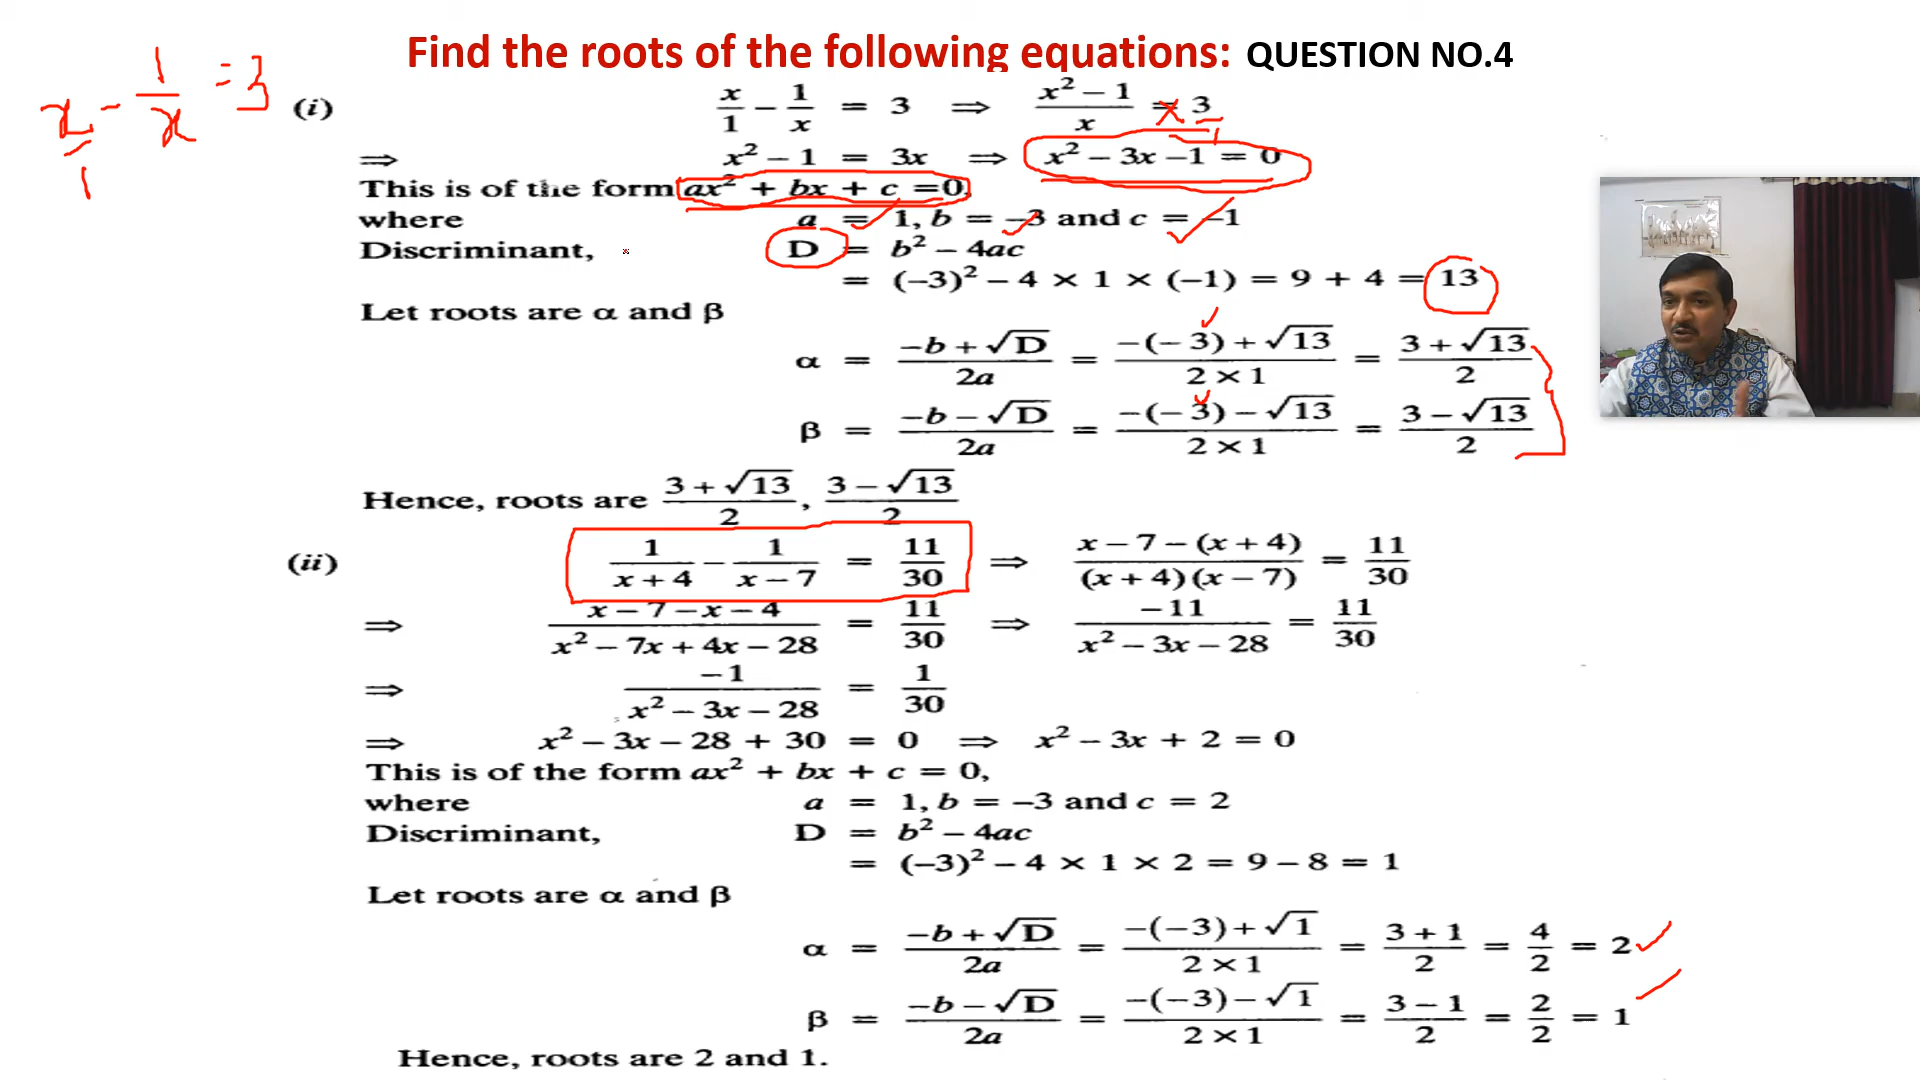 Find the roots of the following equations: QUESTION NO.4
x/1 − 1/x = 3
(i) x/1 − 1/x = 3 ⇒ (x² − 1)/x = 3/1
⇒ x² − 1 = 3x ⇒ x² − 3x −1 = 0
This is of the form ax² + bx + c =0,
where a = 1, b = −3 and c = −1
Discriminant, D = b² − 4ac
= (−3)² − 4 × 1 × (−1) = 9 + 4 = 13
Let roots are α and β
α = (−b + √D)/2a = (−(− 3) + √13)/(2 × 1) = (3 + √13)/2
β = (−b − √D)/2a = (−(− 3) − √13)/(2 × 1) = (3 − √13)/2
Hence, roots are (3 + √13)/2, (3 − √13)/2
(ii) 1/(x + 4) − 1/(x − 7) = 11/30 ⇒ (x − 7 − (x + 4))/((x + 4)(x − 7)) = 11/30
⇒ (x − 7 − x − 4)/(x² − 7x + 4x − 28) = 11/30 ⇒ −11/(x² − 3x − 28) = 11/30
⇒ −1/(x² − 3x − 28) = 1/30
⇒ x² − 3x − 28 + 30 = 0 ⇒ x² − 3x + 2 = 0
This is of the form ax² + bx + c = 0,
where a = 1, b = −3 and c = 2
Discriminant, D = b² − 4ac
= (−3)² − 4 × 1 × 2 = 9 − 8 = 1
Let roots are α and β
α = (−b + √D)/2a = (−(−3) + √1)/(2 × 1) = (3 + 1)/2 = 4/2 = 2
β = (−b − √D)/2a = (−(−3) − √1)/(2 × 1) = (3 − 1)/2 = 2/2 = 1
Hence, roots are 2 and 1.